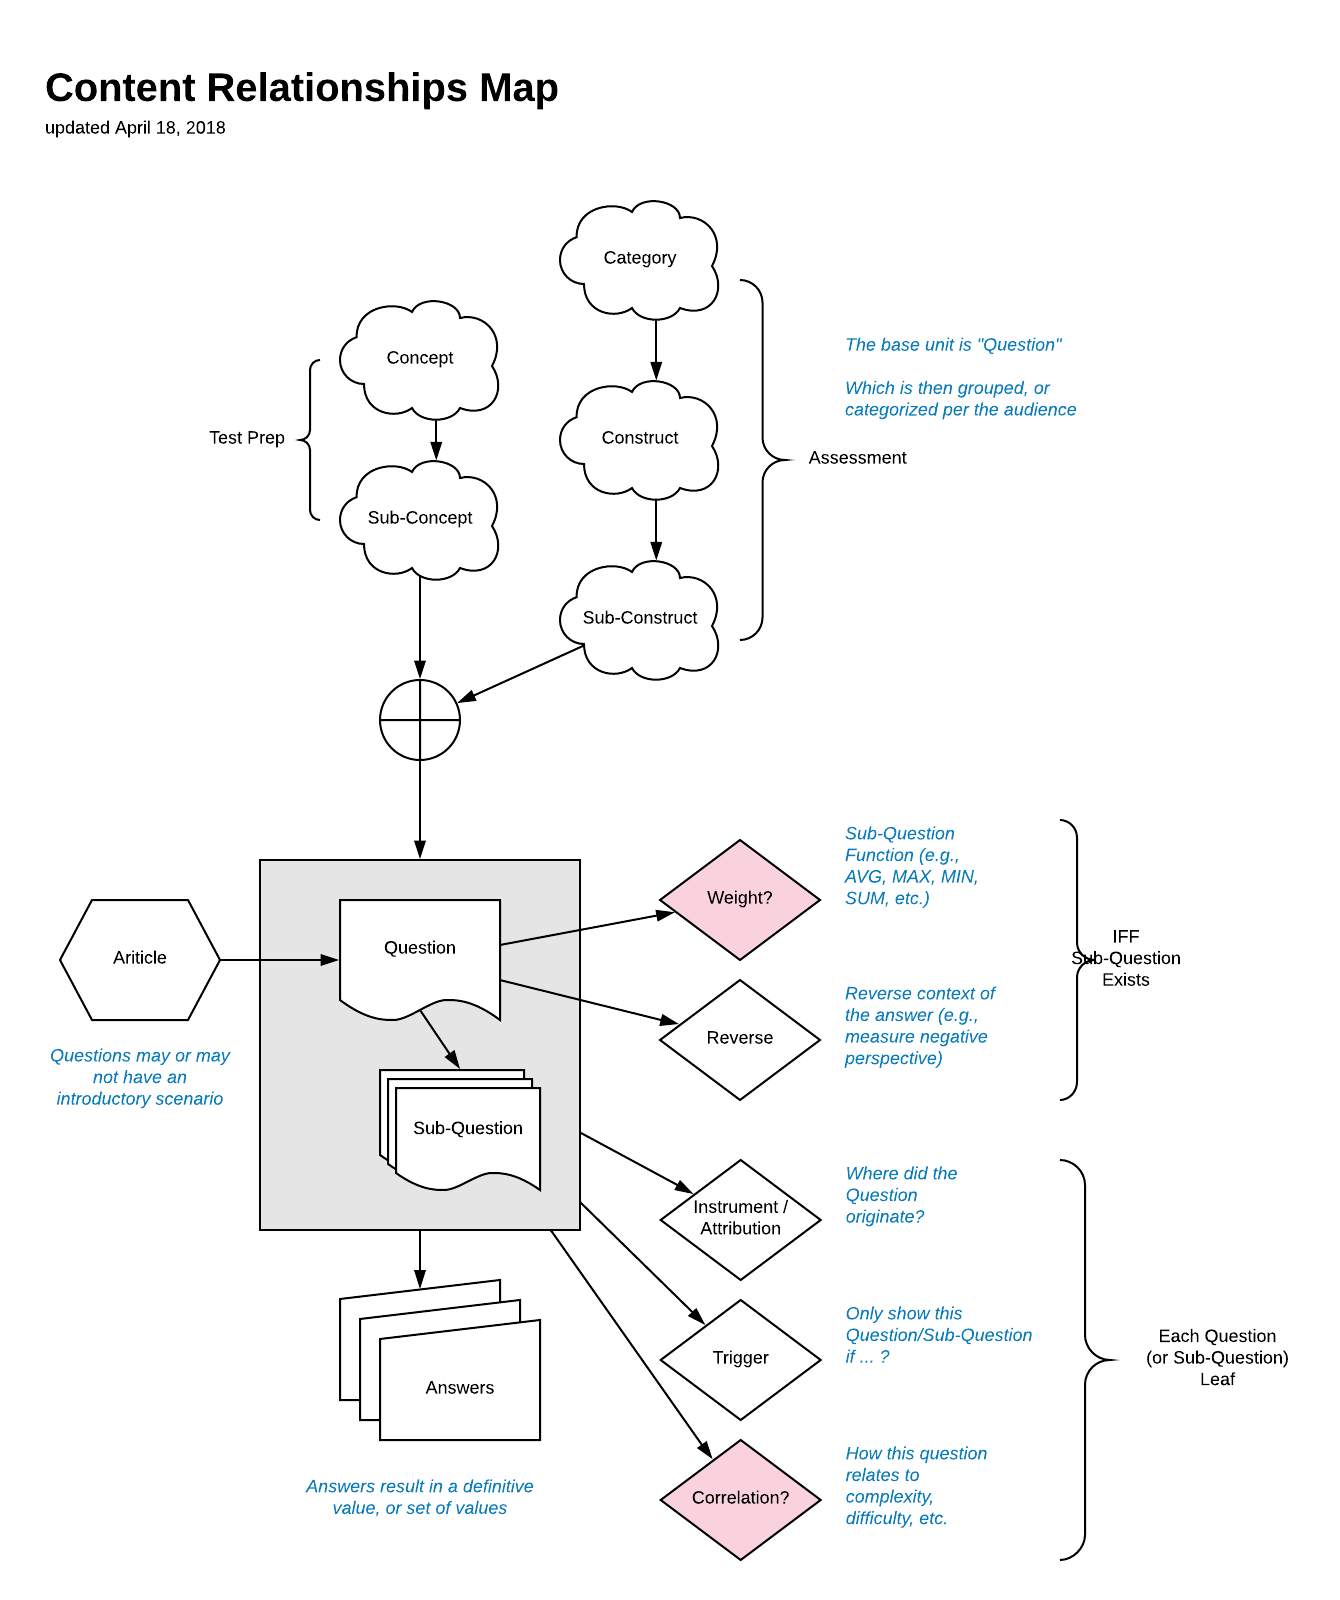 Content Relationships Map
updated April 18, 2018
Category
Concept
The base unit is "Question"
Which is then grouped, or
categorized per the audience
Test Prep
Construct
Assessment
Sub-Concept
Sub-Construct
Weight?
Sub-Question
Function (e.g.,
AVG, MAX, MIN,
SUM, etc.)
Question
Ariticle
IFF
Sub-Question
Exists
Reverse
Reverse context of
the answer (e.g.,
measure negative
perspective)
Questions may or may
not have an
introductory scenario
Sub-Question
Instrument /
Attribution
Where did the
Question
originate?
Trigger
Only show this
Question/Sub-Question
if ... ?
Each Question
(or Sub-Question)
Leaf
Answers
Correlation?
How this question
relates to
complexity,
difficulty, etc.
Answers result in a definitive
value, or set of values